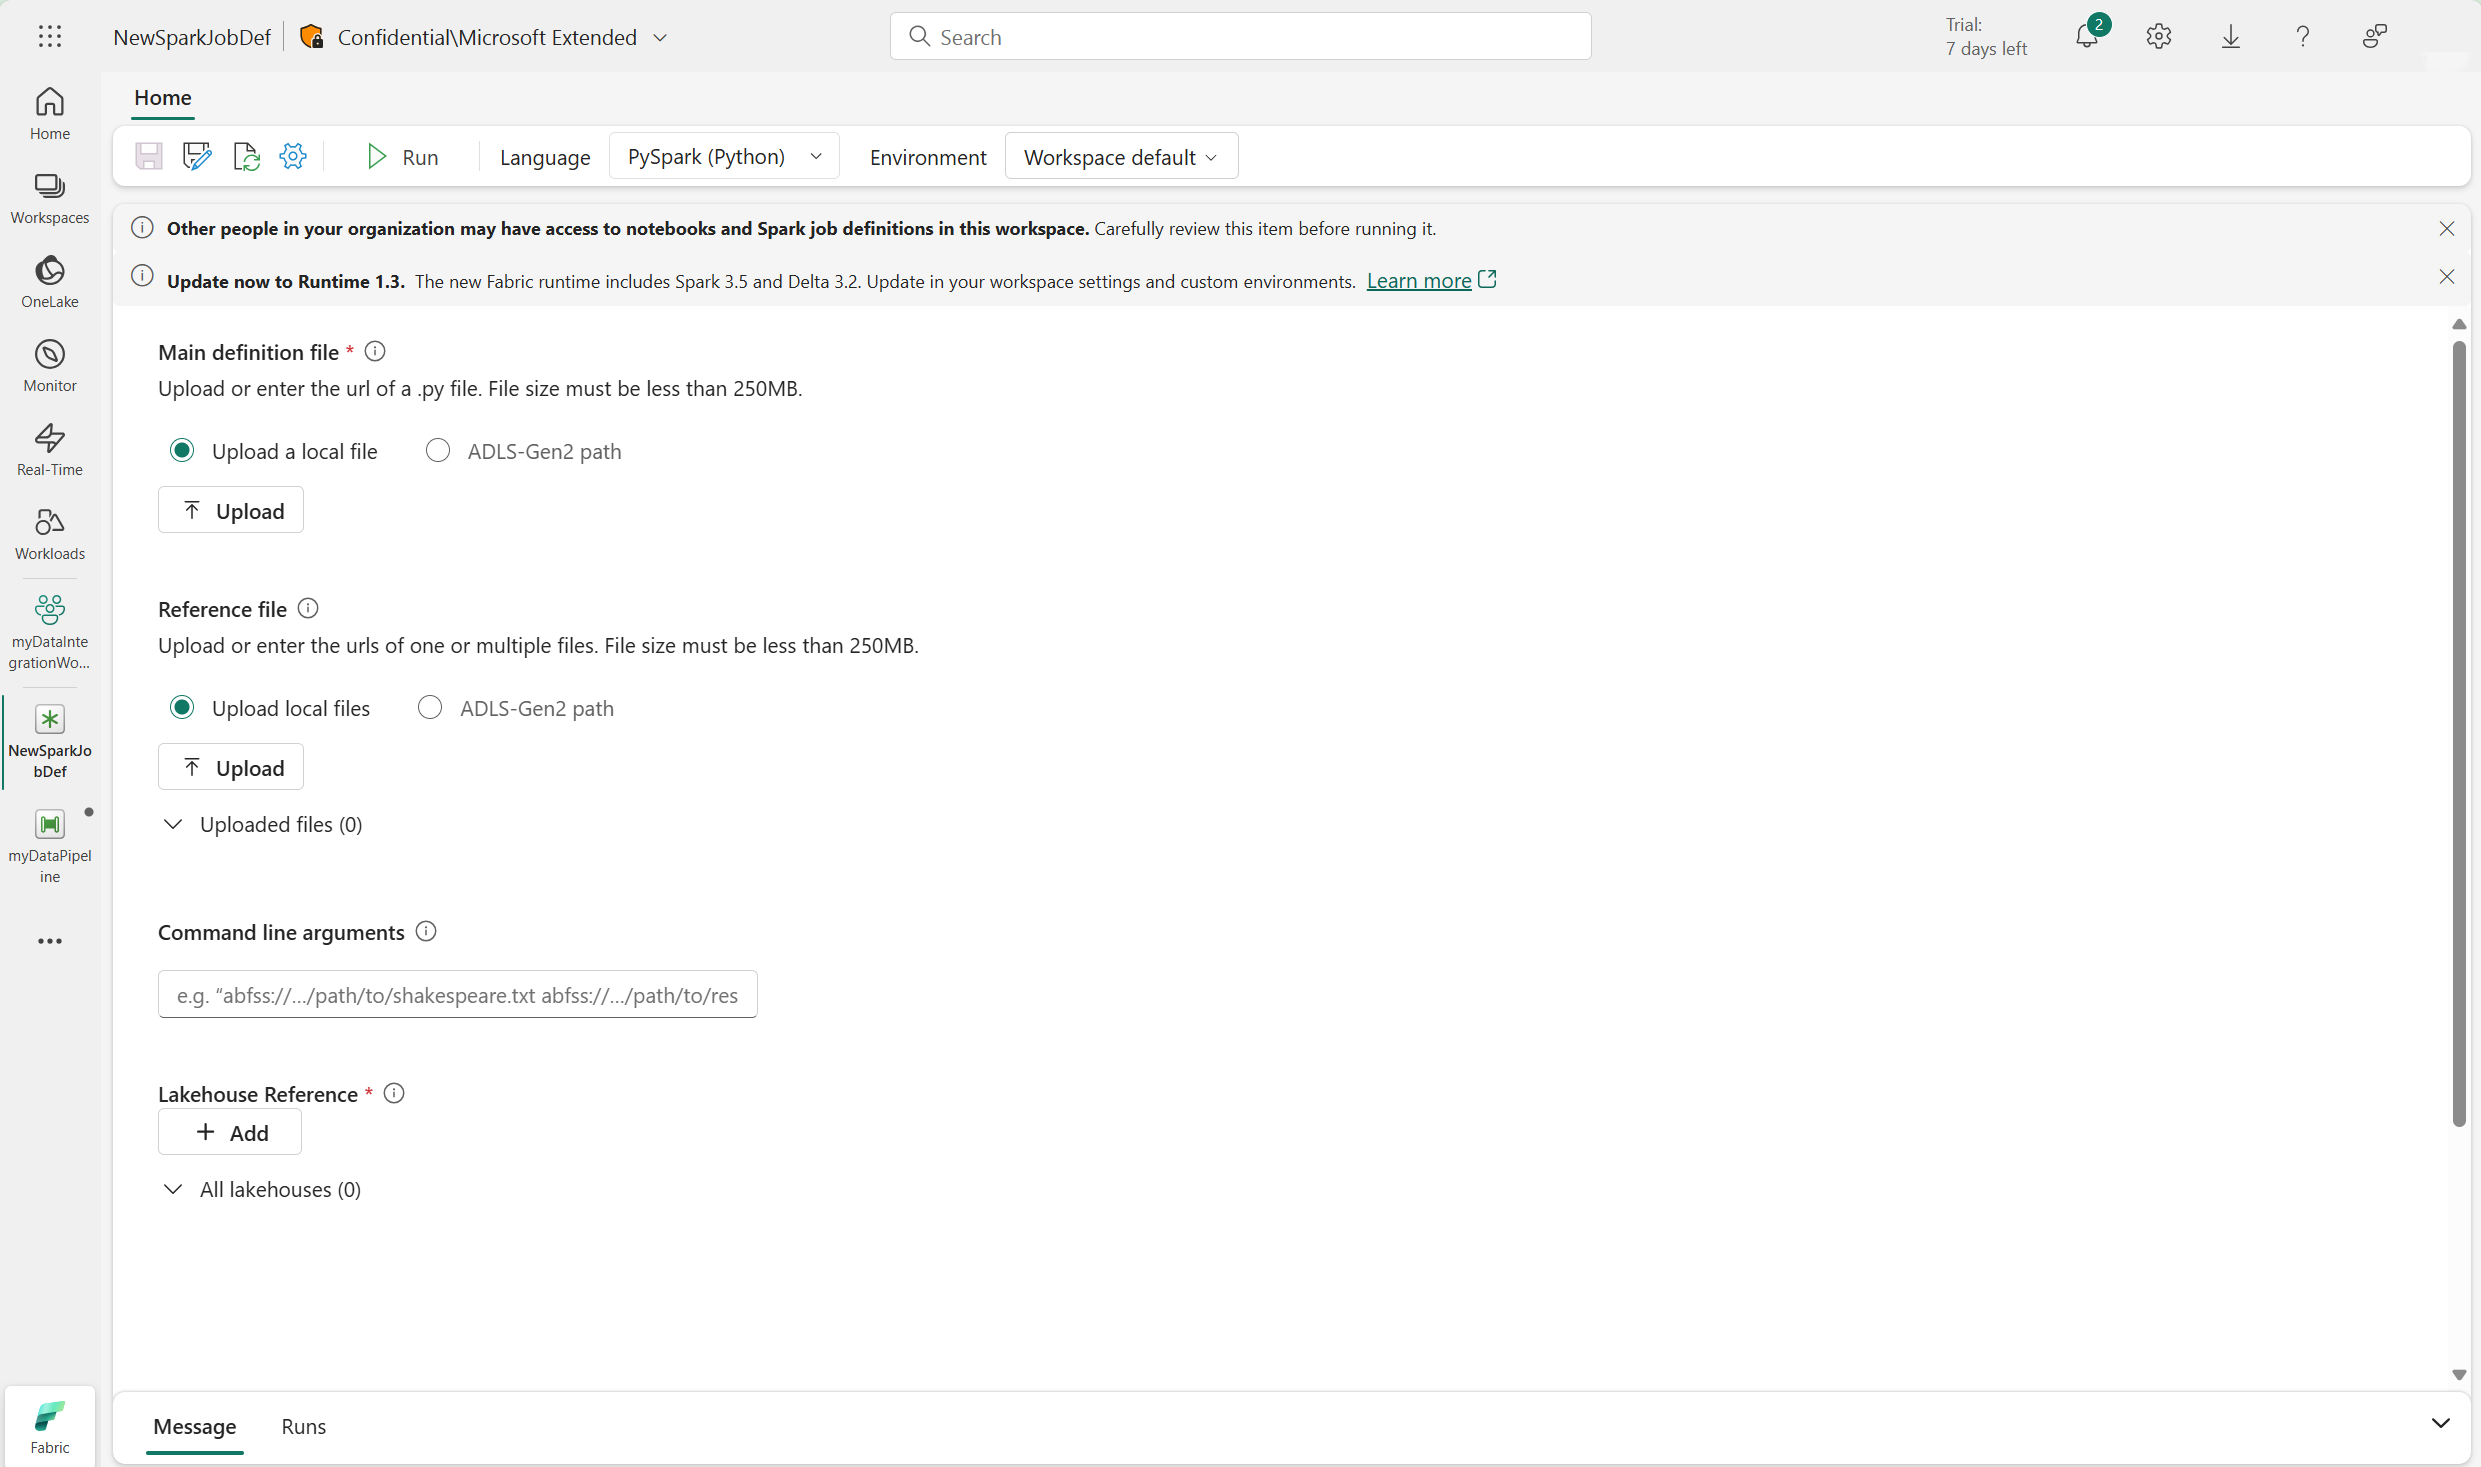 NewSparkJobDef
Confidential\Microsoft Extended
Search
Trial:
7 days left
2
Home
Workspaces
OneLake
Monitor
Real-Time
Workloads
myDataInte
grationWo...
NewSparkJo
bDef
myDataPipel
ine
Fabric
Home
Run
Language
PySpark (Python)
Environment
Workspace default
Other people in your organization may have access to notebooks and Spark job definitions in this workspace. Carefully review this item before running it.
Update now to Runtime 1.3. The new Fabric runtime includes Spark 3.5 and Delta 3.2. Update in your workspace settings and custom environments. Learn more
Main definition file *
Upload or enter the url of a .py file. File size must be less than 250MB.
Upload a local file
ADLS-Gen2 path
Upload
Reference file
Upload or enter the urls of one or multiple files. File size must be less than 250MB.
Upload local files
ADLS-Gen2 path
Upload
Uploaded files (0)
Command line arguments
e.g. “abfss://.../path/to/shakespeare.txt abfss://.../path/to/res
Lakehouse Reference *
+ Add
All lakehouses (0)
Message
Runs